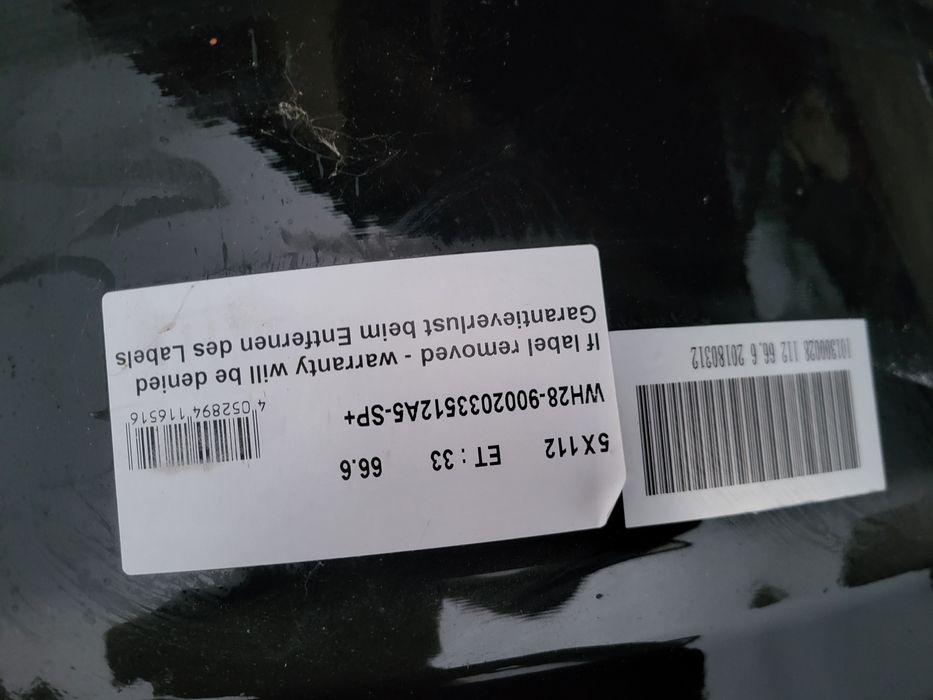 5X112 ET : 33 66.6
WH28-9002033512A5-SP+
4 052894 116516
If label removed - warranty will be denied
Garantieverlust beim Entfernen des Labels
112 66.6 20180312